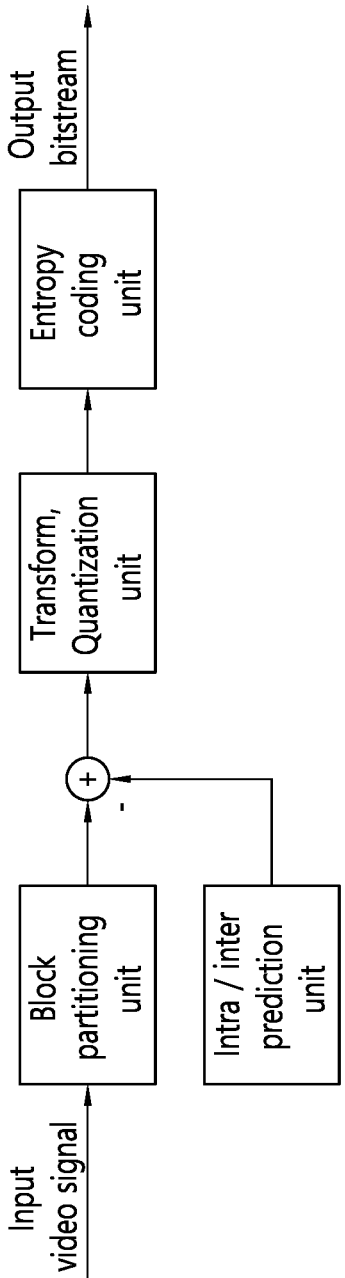 Input
video signal
Block
partitioning
unit
+
-
Intra / inter
prediction
unit
Transform,
Quantization
unit
Entropy
coding
unit
Output
bitstream